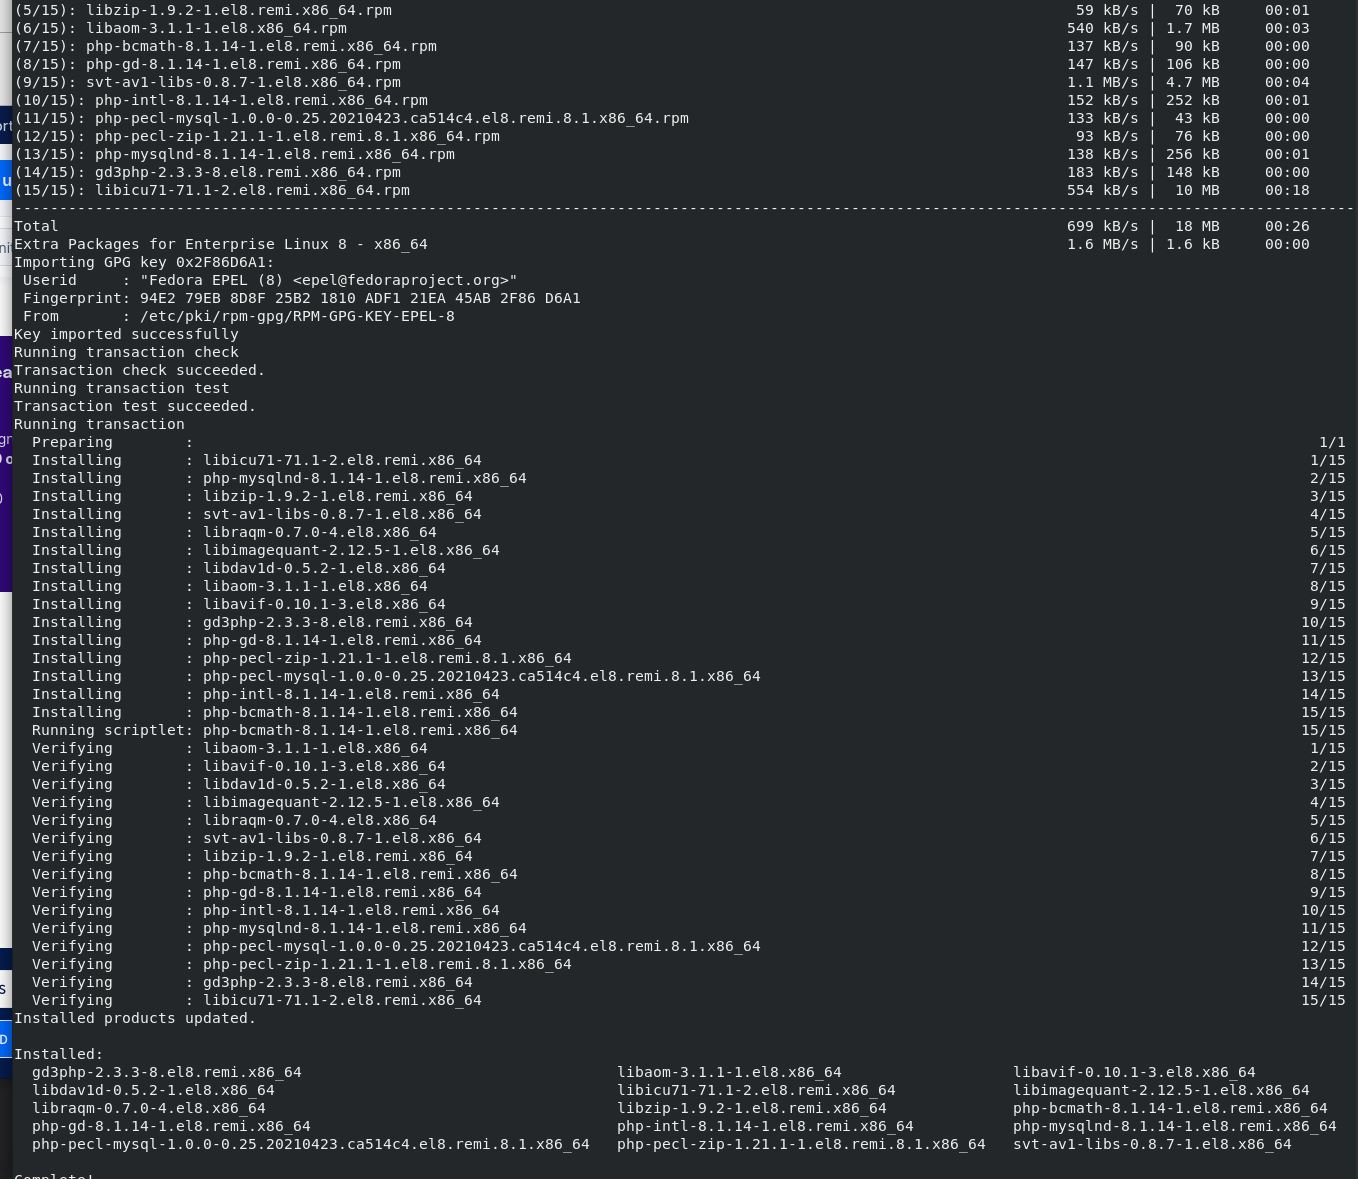 (5/15): libzip-1.9.2-1.el8.remi.x86_64.rpm 59 kB/s | 70 kB 00:01
(6/15): libaom-3.1.1-1.el8.x86_64.rpm 540 kB/s | 1.7 MB 00:03
(7/15): php-bcmath-8.1.14-1.el8.remi.x86_64.rpm 137 kB/s | 90 kB 00:00
(8/15): php-gd-8.1.14-1.el8.remi.x86_64.rpm 147 kB/s | 106 kB 00:00
(9/15): svt-av1-libs-0.8.7-1.el8.x86_64.rpm 1.1 MB/s | 4.7 MB 00:04
(10/15): php-intl-8.1.14-1.el8.remi.x86_64.rpm 152 kB/s | 252 kB 00:01
(11/15): php-pecl-mysql-1.0.0-0.25.20210423.ca514c4.el8.remi.8.1.x86_64.rpm 133 kB/s | 43 kB 00:00
(12/15): php-pecl-zip-1.21.1-1.el8.remi.8.1.x86_64.rpm 93 kB/s | 76 kB 00:00
(13/15): php-mysqlnd-8.1.14-1.el8.remi.x86_64.rpm 138 kB/s | 256 kB 00:01
(14/15): gd3php-2.3.3-8.el8.remi.x86_64.rpm 183 kB/s | 148 kB 00:00
(15/15): libicu71-71.1-2.el8.remi.x86_64.rpm 554 kB/s | 10 MB 00:18
--------------------------------------------------------------------------------
Total 699 kB/s | 18 MB 00:26
Extra Packages for Enterprise Linux 8 - x86_64 1.6 MB/s | 1.6 kB 00:00
Importing GPG key 0x2F86D6A1:
Userid : "Fedora EPEL (8) <epel@fedoraproject.org>"
Fingerprint: 94E2 79EB 8D8F 25B2 1810 ADF1 21EA 45AB 2F86 D6A1
From : /etc/pki/rpm-gpg/RPM-GPG-KEY-EPEL-8
Key imported successfully
Running transaction check
Transaction check succeeded.
Running transaction test
Transaction test succeeded.
Running transaction
Preparing : 1/1
Installing : libicu71-71.1-2.el8.remi.x86_64 1/15
Installing : php-mysqlnd-8.1.14-1.el8.remi.x86_64 2/15
Installing : libzip-1.9.2-1.el8.remi.x86_64 3/15
Installing : svt-av1-libs-0.8.7-1.el8.x86_64 4/15
Installing : libraqm-0.7.0-4.el8.x86_64 5/15
Installing : libimagequant-2.12.5-1.el8.x86_64 6/15
Installing : libdav1d-0.5.2-1.el8.x86_64 7/15
Installing : libaom-3.1.1-1.el8.x86_64 8/15
Installing : libavif-0.10.1-3.el8.x86_64 9/15
Installing : gd3php-2.3.3-8.el8.remi.x86_64 10/15
Installing : php-gd-8.1.14-1.el8.remi.x86_64 11/15
Installing : php-pecl-zip-1.21.1-1.el8.remi.8.1.x86_64 12/15
Installing : php-pecl-mysql-1.0.0-0.25.20210423.ca514c4.el8.remi.8.1.x86_64 13/15
Installing : php-intl-8.1.14-1.el8.remi.x86_64 14/15
Installing : php-bcmath-8.1.14-1.el8.remi.x86_64 15/15
Running scriptlet: php-bcmath-8.1.14-1.el8.remi.x86_64 15/15
Verifying : libaom-3.1.1-1.el8.x86_64 1/15
Verifying : libavif-0.10.1-3.el8.x86_64 2/15
Verifying : libdav1d-0.5.2-1.el8.x86_64 3/15
Verifying : libimagequant-2.12.5-1.el8.x86_64 4/15
Verifying : libraqm-0.7.0-4.el8.x86_64 5/15
Verifying : svt-av1-libs-0.8.7-1.el8.x86_64 6/15
Verifying : libzip-1.9.2-1.el8.remi.x86_64 7/15
Verifying : php-bcmath-8.1.14-1.el8.remi.x86_64 8/15
Verifying : php-gd-8.1.14-1.el8.remi.x86_64 9/15
Verifying : php-intl-8.1.14-1.el8.remi.x86_64 10/15
Verifying : php-mysqlnd-8.1.14-1.el8.remi.x86_64 11/15
Verifying : php-pecl-mysql-1.0.0-0.25.20210423.ca514c4.el8.remi.8.1.x86_64 12/15
Verifying : php-pecl-zip-1.21.1-1.el8.remi.8.1.x86_64 13/15
Verifying : gd3php-2.3.3-8.el8.remi.x86_64 14/15
Verifying : libicu71-71.1-2.el8.remi.x86_64 15/15
Installed products updated.
Installed:
gd3php-2.3.3-8.el8.remi.x86_64 libaom-3.1.1-1.el8.x86_64 libavif-0.10.1-3.el8.x86_64
libdav1d-0.5.2-1.el8.x86_64 libicu71-71.1-2.el8.remi.x86_64 libimagequant-2.12.5-1.el8.x86_64
libraqm-0.7.0-4.el8.x86_64 libzip-1.9.2-1.el8.remi.x86_64 php-bcmath-8.1.14-1.el8.remi.x86_64
php-gd-8.1.14-1.el8.remi.x86_64 php-intl-8.1.14-1.el8.remi.x86_64 php-mysqlnd-8.1.14-1.el8.remi.x86_64
php-pecl-mysql-1.0.0-0.25.20210423.ca514c4.el8.remi.8.1.x86_64 php-pecl-zip-1.21.1-1.el8.remi.8.1.x86_64 svt-av1-libs-0.8.7-1.el8.x86_64